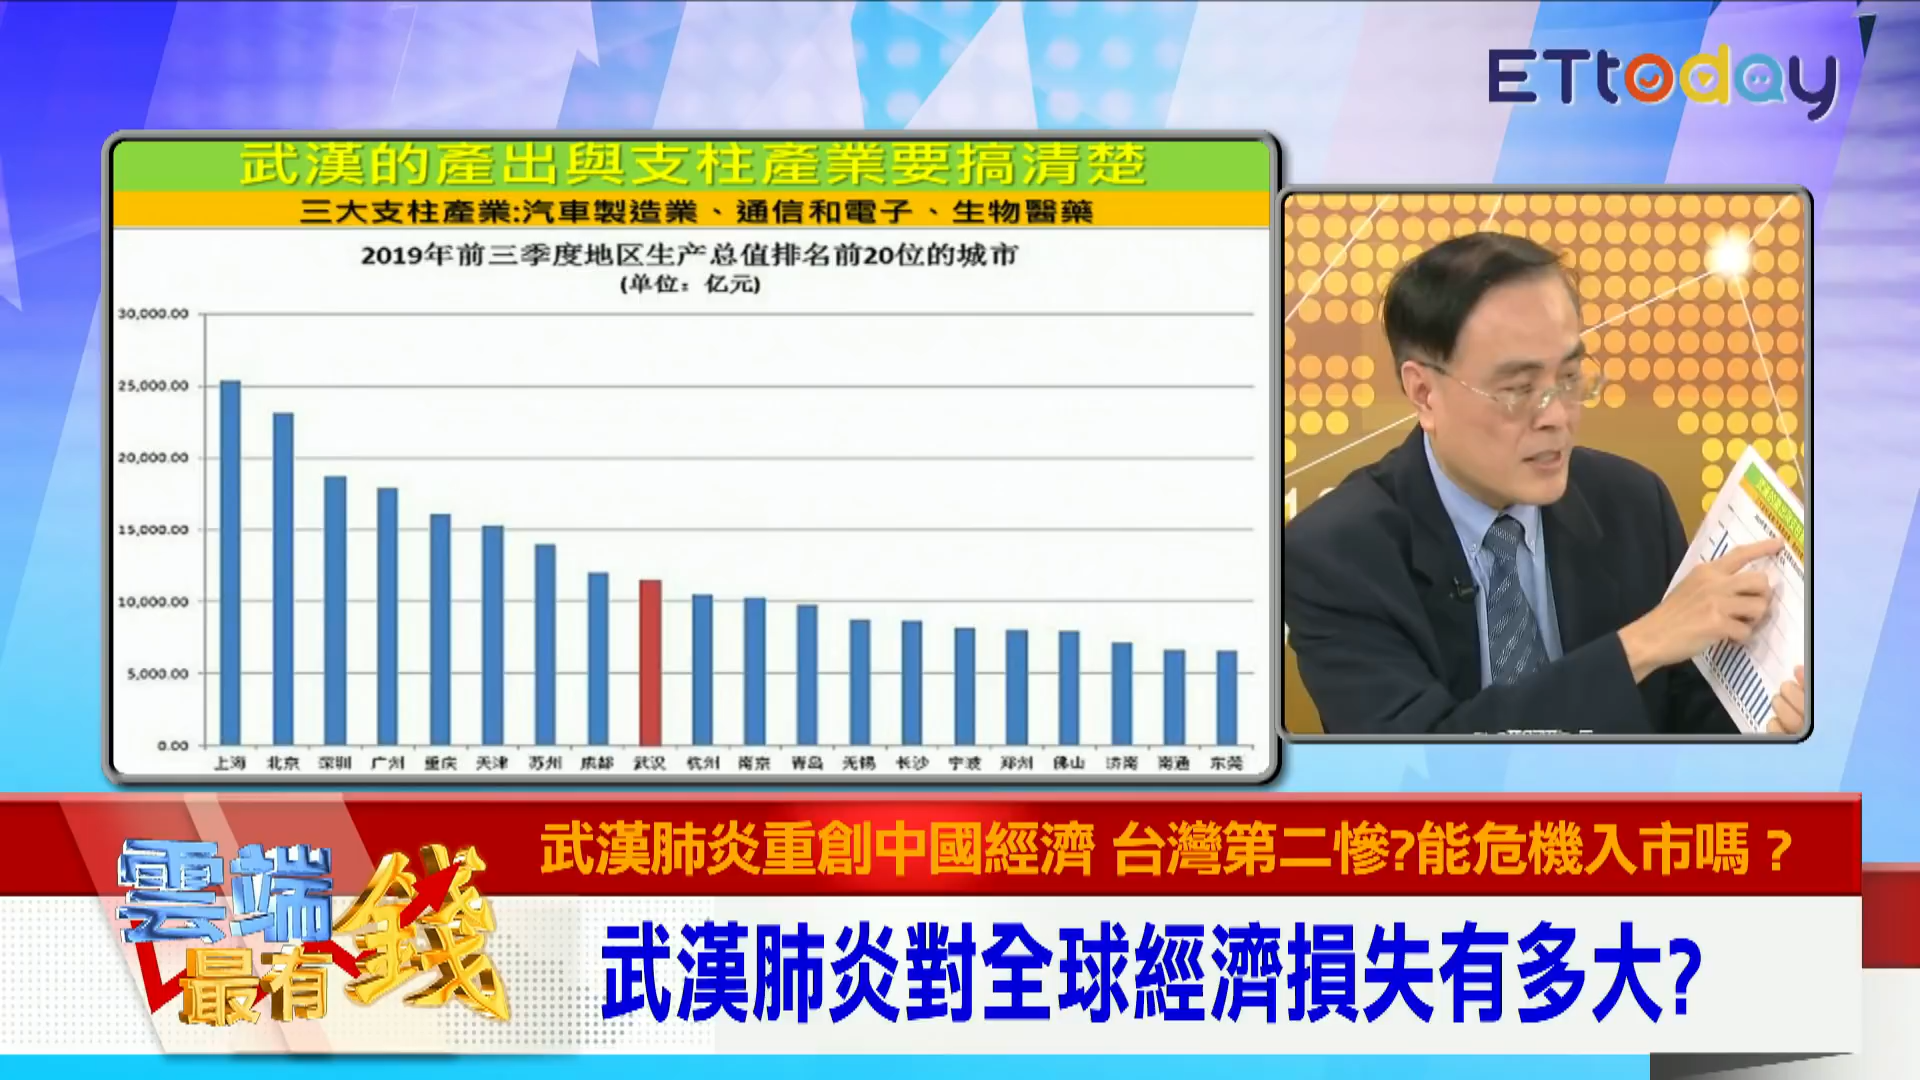 ETtoday
武漢的產出與支柱產業要搞清楚
三大支柱產業:汽車製造業、通信和電子、生物醫藥
2019年前三季度地区生产总值排名前20位的城市
(单位：亿元)
30,000.00
25,000.00
20,000.00
15,000.00
10,000.00
5,000.00
0.00
上海 北京 深圳 广州 重庆 天津 苏州 成都 武汉 杭州 南京 青岛 无锡 长沙 宁波 郑州 佛山 济南 南通 东莞
武漢肺炎重創中國經濟 台灣第二慘?能危機入市嗎？
雲端最有錢
武漢肺炎對全球經濟損失有多大?